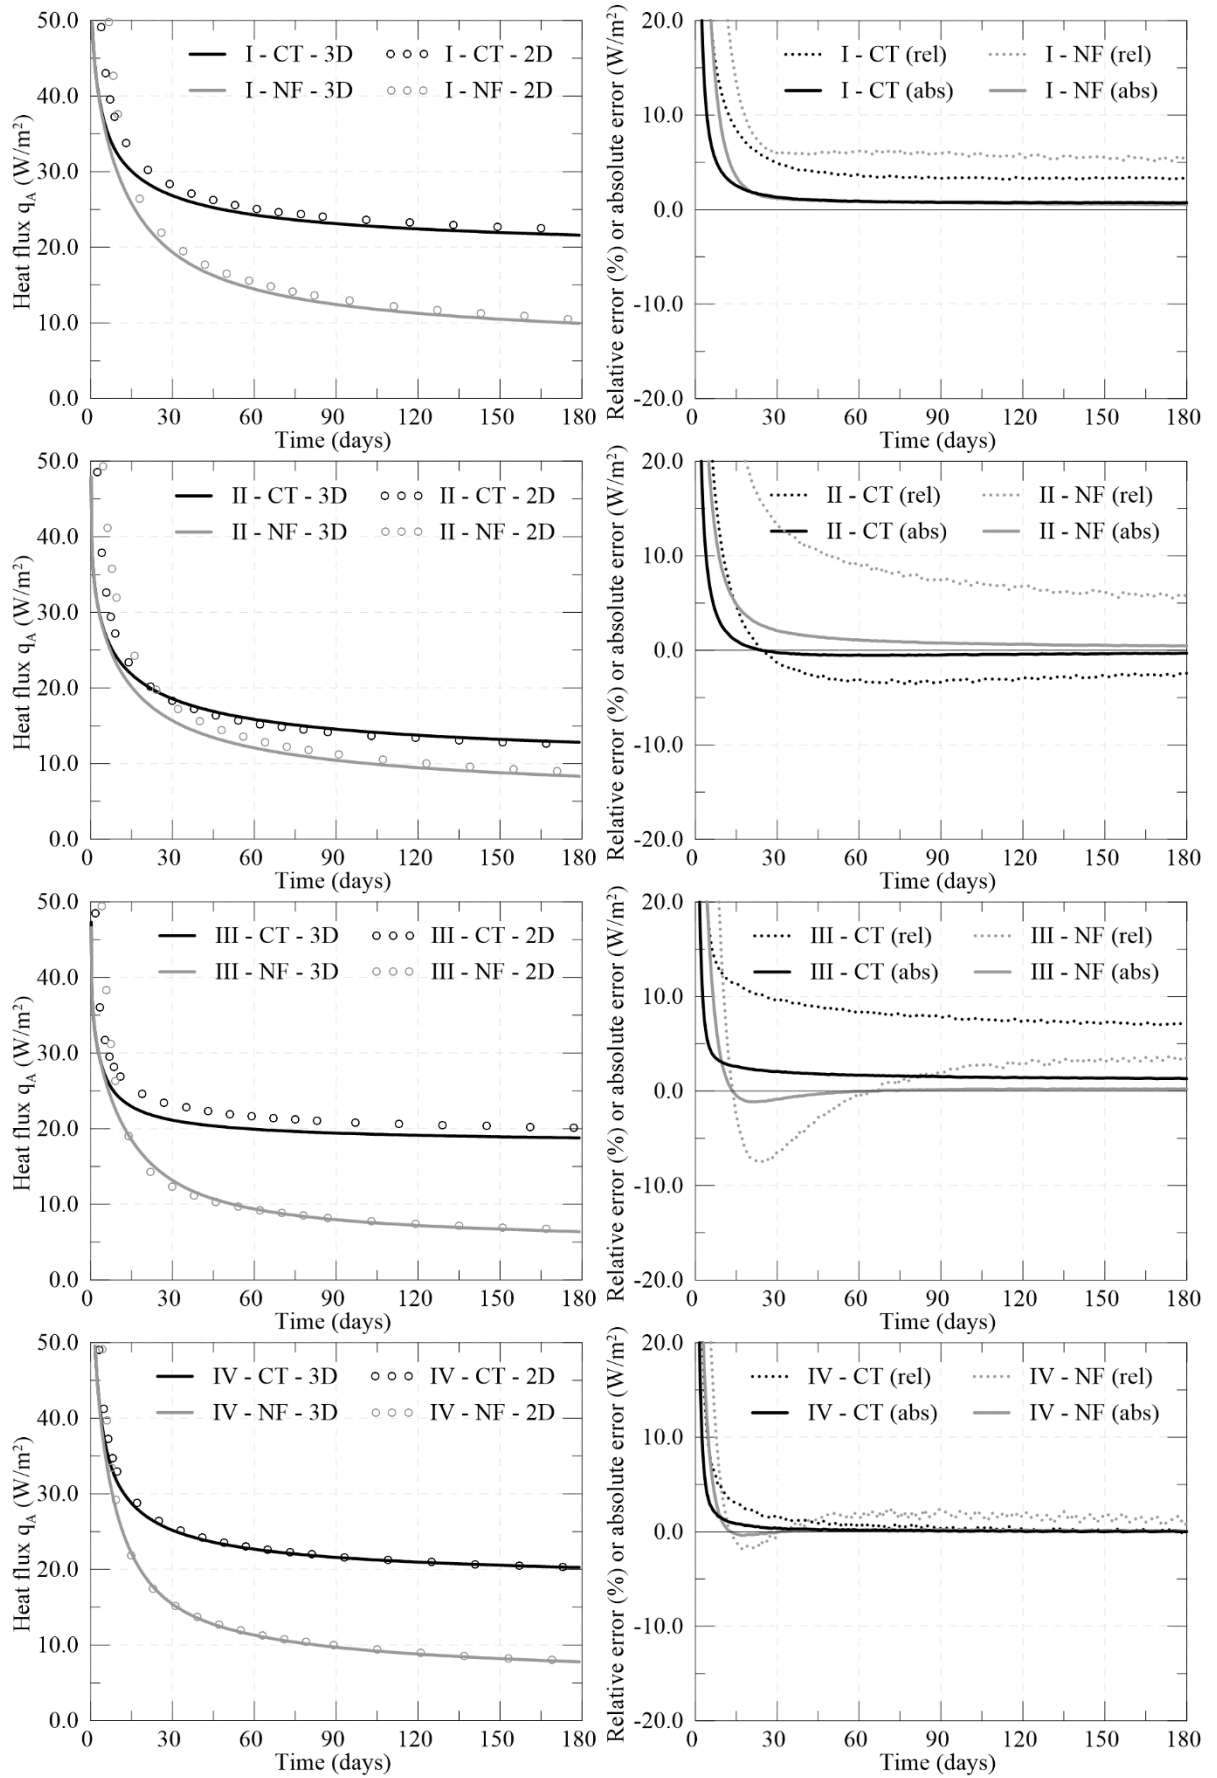 50.0
40.0
30.0
20.0
10.0
0.0
Heat flux q_A (W/m²)
I - CT - 3D
I - CT - 2D
I - NF - 3D
I - NF - 2D
0 30 60 90 120 150 180
Time (days)
20.0
10.0
0.0
-10.0
-20.0
Relative error (%) or absolute error (W/m²)
I - CT (rel)
I - NF (rel)
I - CT (abs)
I - NF (abs)
0 30 60 90 120 150 180
Time (days)
50.0
40.0
30.0
20.0
10.0
0.0
Heat flux q_A (W/m²)
II - CT - 3D
II - CT - 2D
II - NF - 3D
II - NF - 2D
0 30 60 90 120 150 180
Time (days)
20.0
10.0
0.0
-10.0
-20.0
Relative error (%) or absolute error (W/m²)
II - CT (rel)
II - NF (rel)
II - CT (abs)
II - NF (abs)
0 30 60 90 120 150 180
Time (days)
50.0
40.0
30.0
20.0
10.0
0.0
Heat flux q_A (W/m²)
III - CT - 3D
III - CT - 2D
III - NF - 3D
III - NF - 2D
0 30 60 90 120 150 180
Time (days)
20.0
10.0
0.0
-10.0
-20.0
Relative error (%) or absolute error (W/m²)
III - CT (rel)
III - NF (rel)
III - CT (abs)
III - NF (abs)
0 30 60 90 120 150 180
Time (days)
50.0
40.0
30.0
20.0
10.0
0.0
Heat flux q_A (W/m²)
IV - CT - 3D
IV - CT - 2D
IV - NF - 3D
IV - NF - 2D
0 30 60 90 120 150 180
Time (days)
20.0
10.0
0.0
-10.0
-20.0
Relative error (%) or absolute error (W/m²)
IV - CT (rel)
IV - NF (rel)
IV - CT (abs)
IV - NF (abs)
0 30 60 90 120 150 180
Time (days)